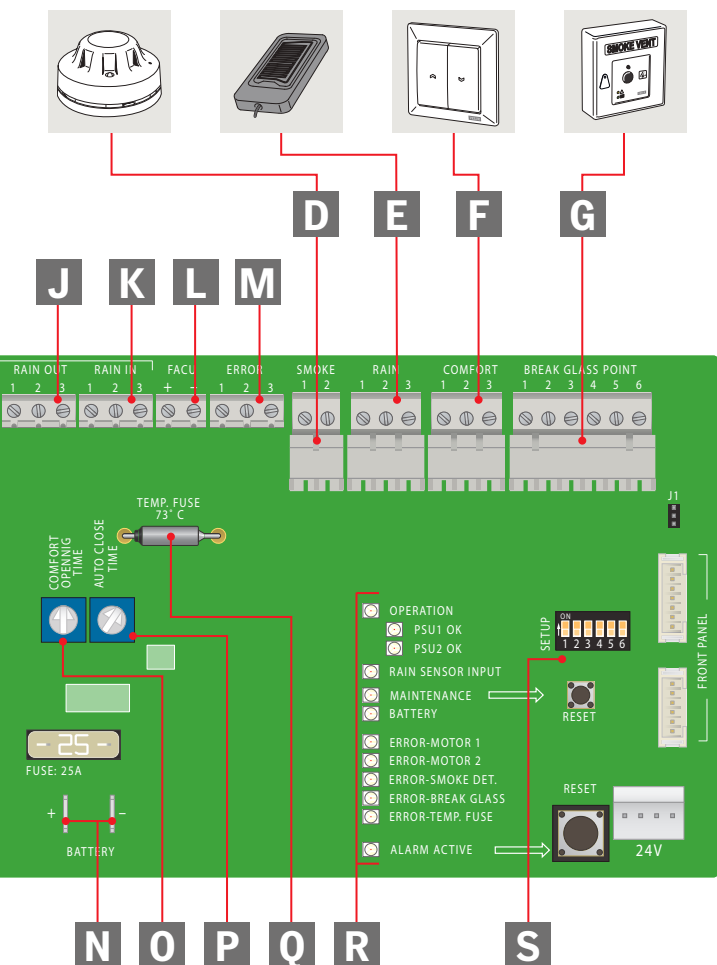 SMOKE VENT
D E F G
J K L M
RAIN OUT RAIN IN FACU ERROR SMOKE RAIN COMFORT BREAK GLASS POINT
1 2 3 1 2 3 + - 1 2 3 1 2 1 2 3 1 2 3 1 2 3 4 5 6
J1
TEMP. FUSE
73° C
COMFORT
OPENNIG
TIME
AUTO CLOSE
TIME
- 25 -
FUSE: 25A
+ -
BATTERY
OPERATION
PSU1 OK
PSU2 OK
RAIN SENSOR INPUT
MAINTENANCE
BATTERY
ERROR-MOTOR 1
ERROR-MOTOR 2
ERROR-SMOKE DET.
ERROR-BREAK GLASS
ERROR-TEMP. FUSE
ALARM ACTIVE
SETUP
ON
1 2 3 4 5 6
RESET
RESET
24V
FRONT PANEL
N O P Q R S